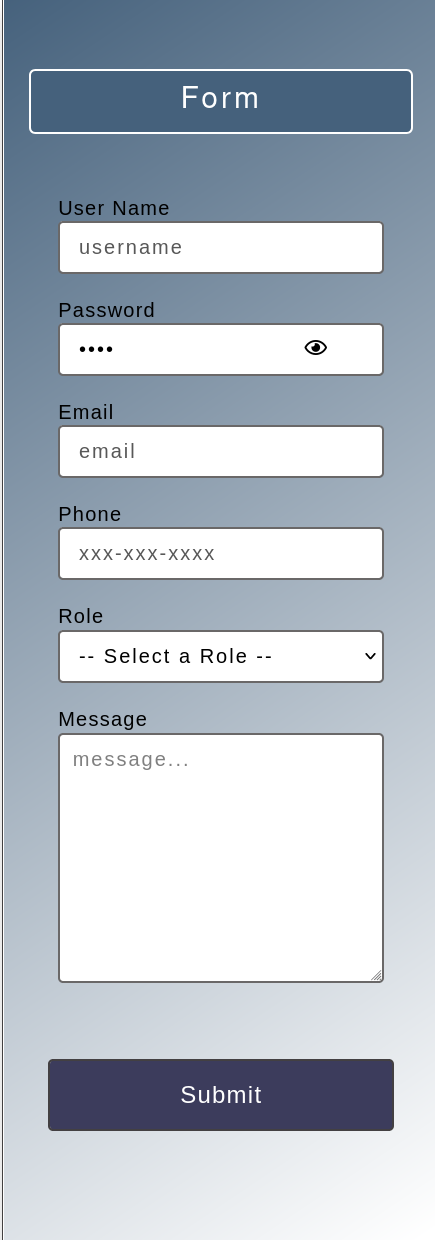 Form
User Name
username
Password
••••
Email
email
Phone
xxx-xxx-xxxx
Role
-- Select a Role --
Message
message...
Submit